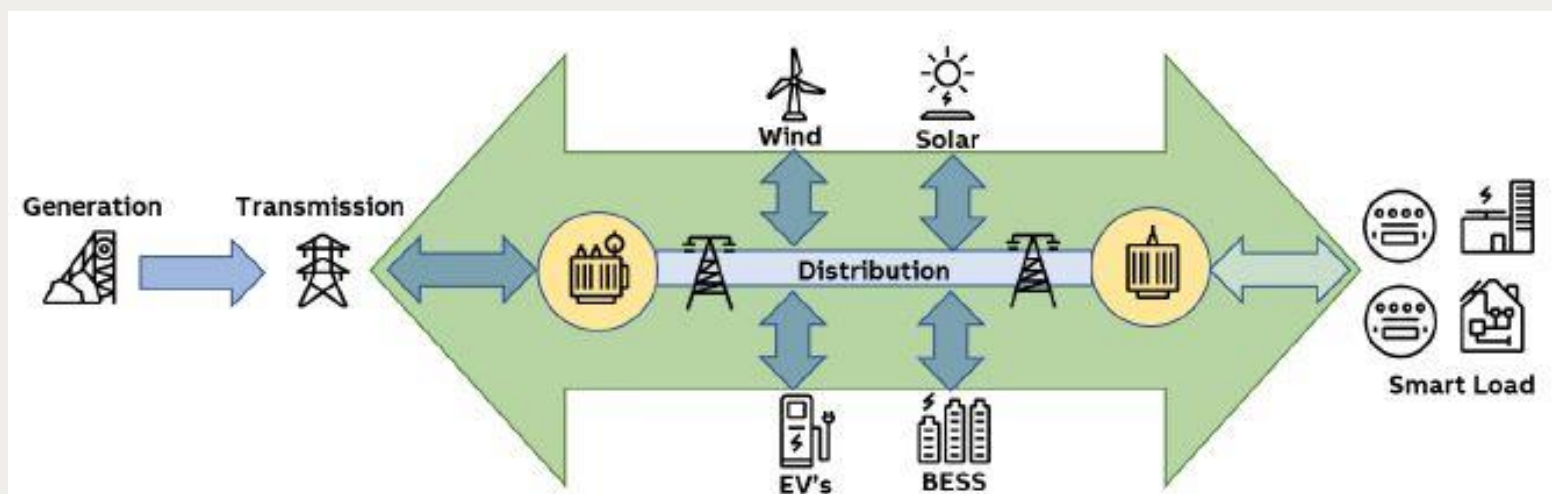 Wind
Solar
Generation
Transmission
Distribution
Smart Load
EV's
BESS